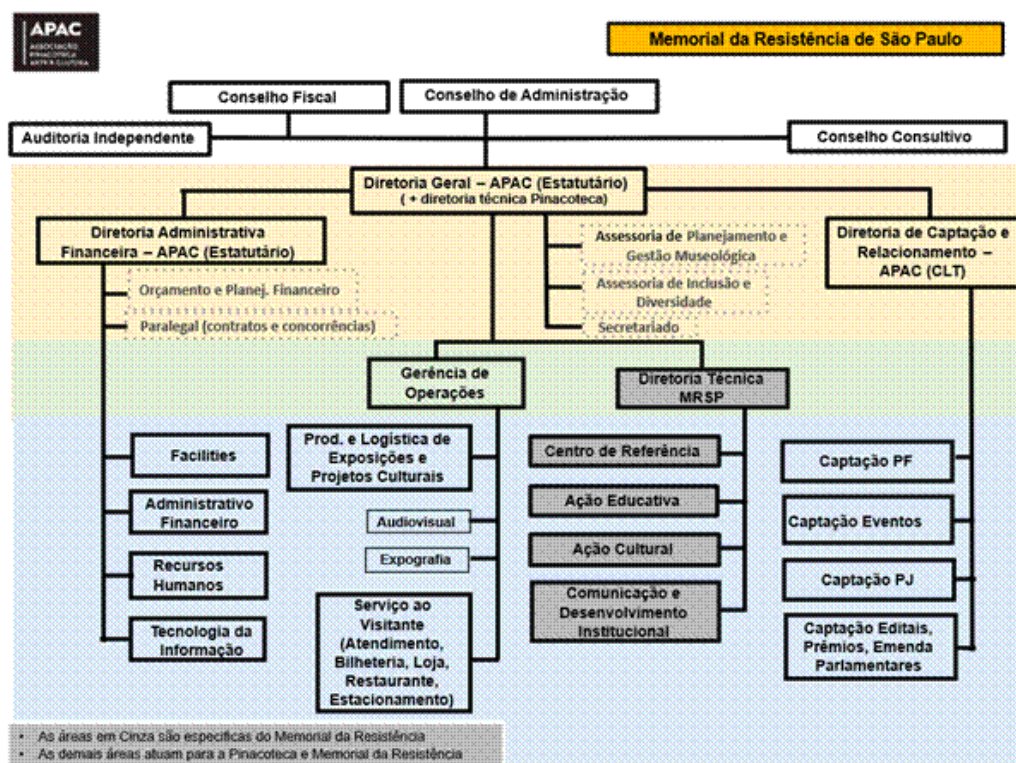 APAC
ASSOCIAÇÃO
PINACOTECA
ARTE E CULTURA
Memorial da Resistência de São Paulo
Conselho Fiscal
Conselho de Administração
Auditoria Independente
Conselho Consultivo
Diretoria Geral – APAC (Estatutário)
( + diretoria técnica Pinacoteca)
Diretoria Administrativa
Financeira – APAC (Estatutário)
Orçamento e Planej. Financeiro
Paralegal (contratos e concorrências)
Assessoria de Planejamento e
Gestão Museológica
Assessoria de Inclusão e
Diversidade
Secretariado
Diretoria de Captação e
Relacionamento –
APAC (CLT)
Gerência de
Operações
Diretoria Técnica
MRSP
Facilities
Administrativo
Financeiro
Recursos
Humanos
Tecnologia da
Informação
Prod. e Logística de
Exposições e
Projetos Culturais
Audiovisual
Expografia
Serviço ao
Visitante
(Atendimento,
Bilheteria, Loja,
Restaurante,
Estacionamento)
Centro de Referência
Ação Educativa
Ação Cultural
Comunicação e
Desenvolvimento
Institucional
Captação PF
Captação Eventos
Captação PJ
Captação Editais,
Prêmios, Emenda
Parlamentares
• As áreas em Cinza são especificas do Memorial da Resistência
• As demais áreas atuam para a Pinacoteca e Memorial da Resistência